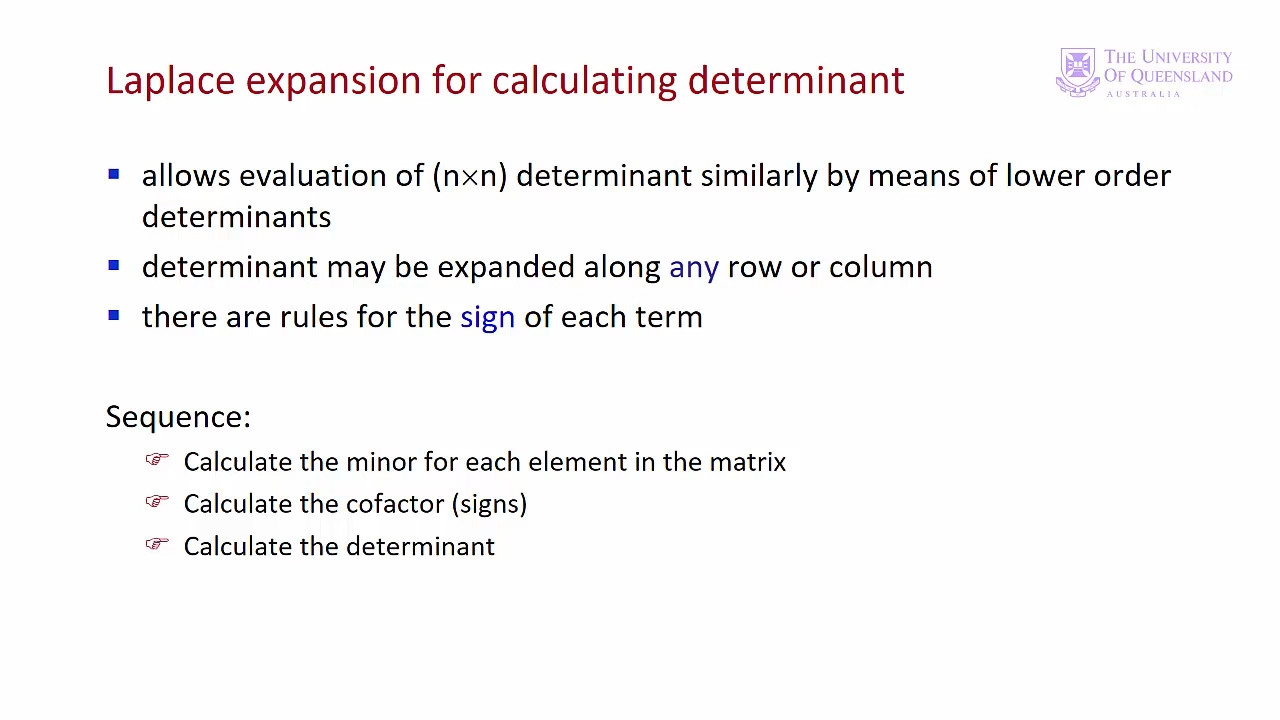 Laplace expansion for calculating determinant
THE UNIVERSITY
OF QUEENSLAND
AUSTRALIA
allows evaluation of (n×n) determinant similarly by means of lower order
determinants
determinant may be expanded along any row or column
there are rules for the sign of each term
Sequence:
Calculate the minor for each element in the matrix
Calculate the cofactor (signs)
Calculate the determinant